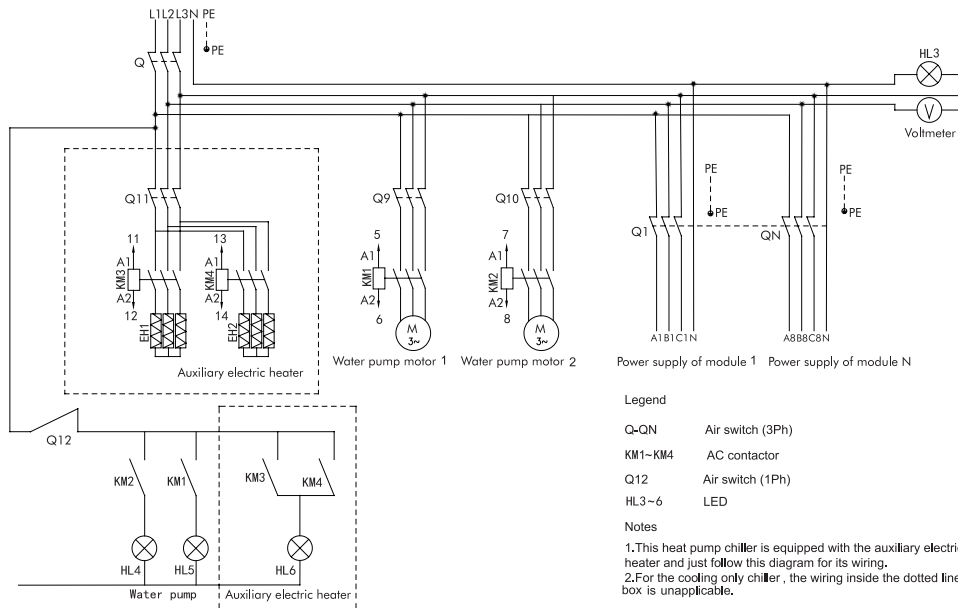 L1L2L3N PE
PE
Q
HL3
V
Voltmeter
Q11
Q9
Q10
Q1
QN
PE
PE
PE
PE
11
A1
KM3
A2
12
13
A1
KM4
A2
14
5
A1
KM1
A2
6
7
A1
KM2
A2
8
EH1
EH2
M
3~
M
3~
A1B1C1N
A8B8C8N
Auxiliary electric heater
Water pump motor 1
Water pump motor 2
Power supply of module 1
Power supply of module N
Q12
KM2
KM1
KM3
KM4
HL4
HL5
HL6
Water pump
Auxiliary electric heater
Legend
Q-QN Air switch (3Ph)
KM1~KM4 AC contactor
Q12 Air switch (1Ph)
HL3~6 LED
Notes
1.This heat pump chiller is equipped with the auxiliary electric
heater and just follow this diagram for its wiring.
2.For the cooling only chiller , the wiring inside the dotted line
box is unapplicable.